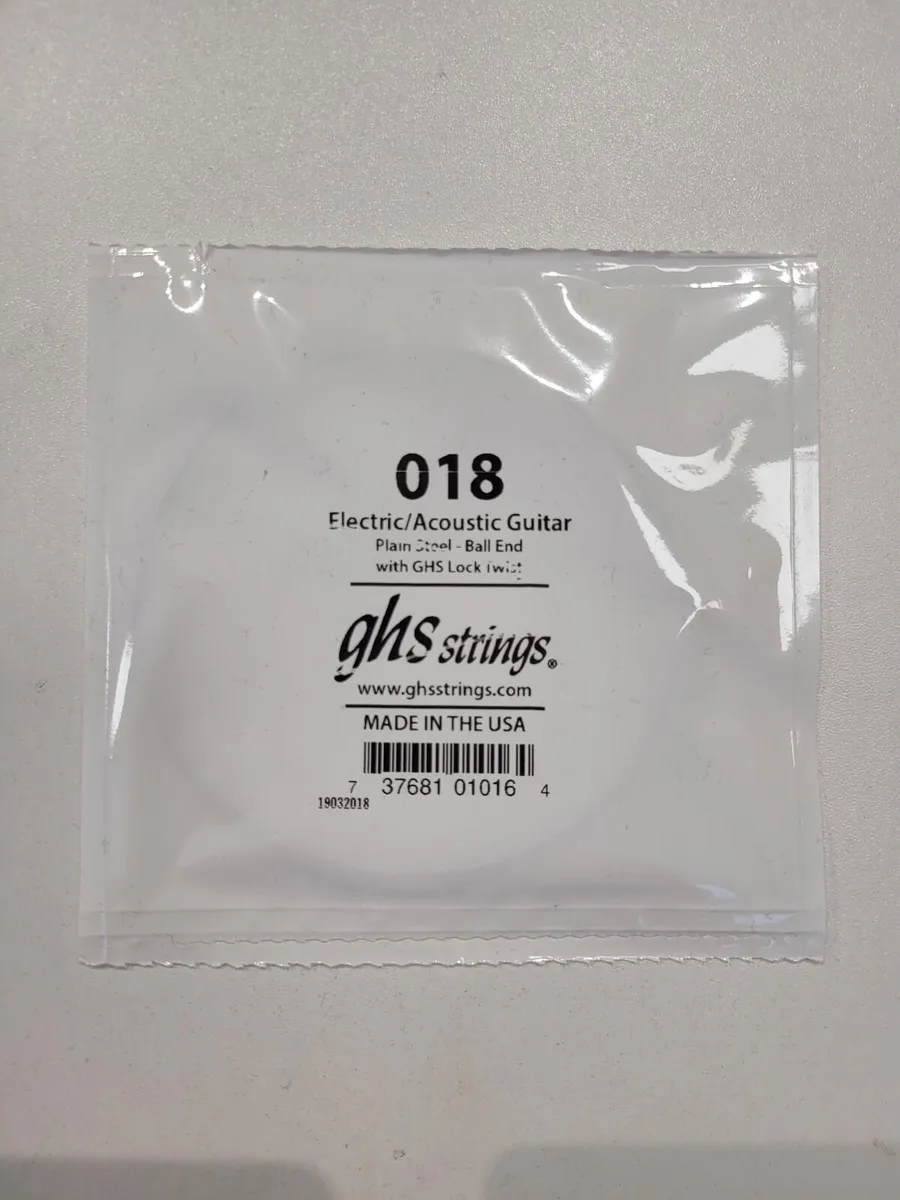 018
Electric/Acoustic Guitar
Plain Steel - Ball End
with GHS Lock Twist
ghs strings®
www.ghsstrings.com
MADE IN THE USA
7 37681 01016 4
19032018